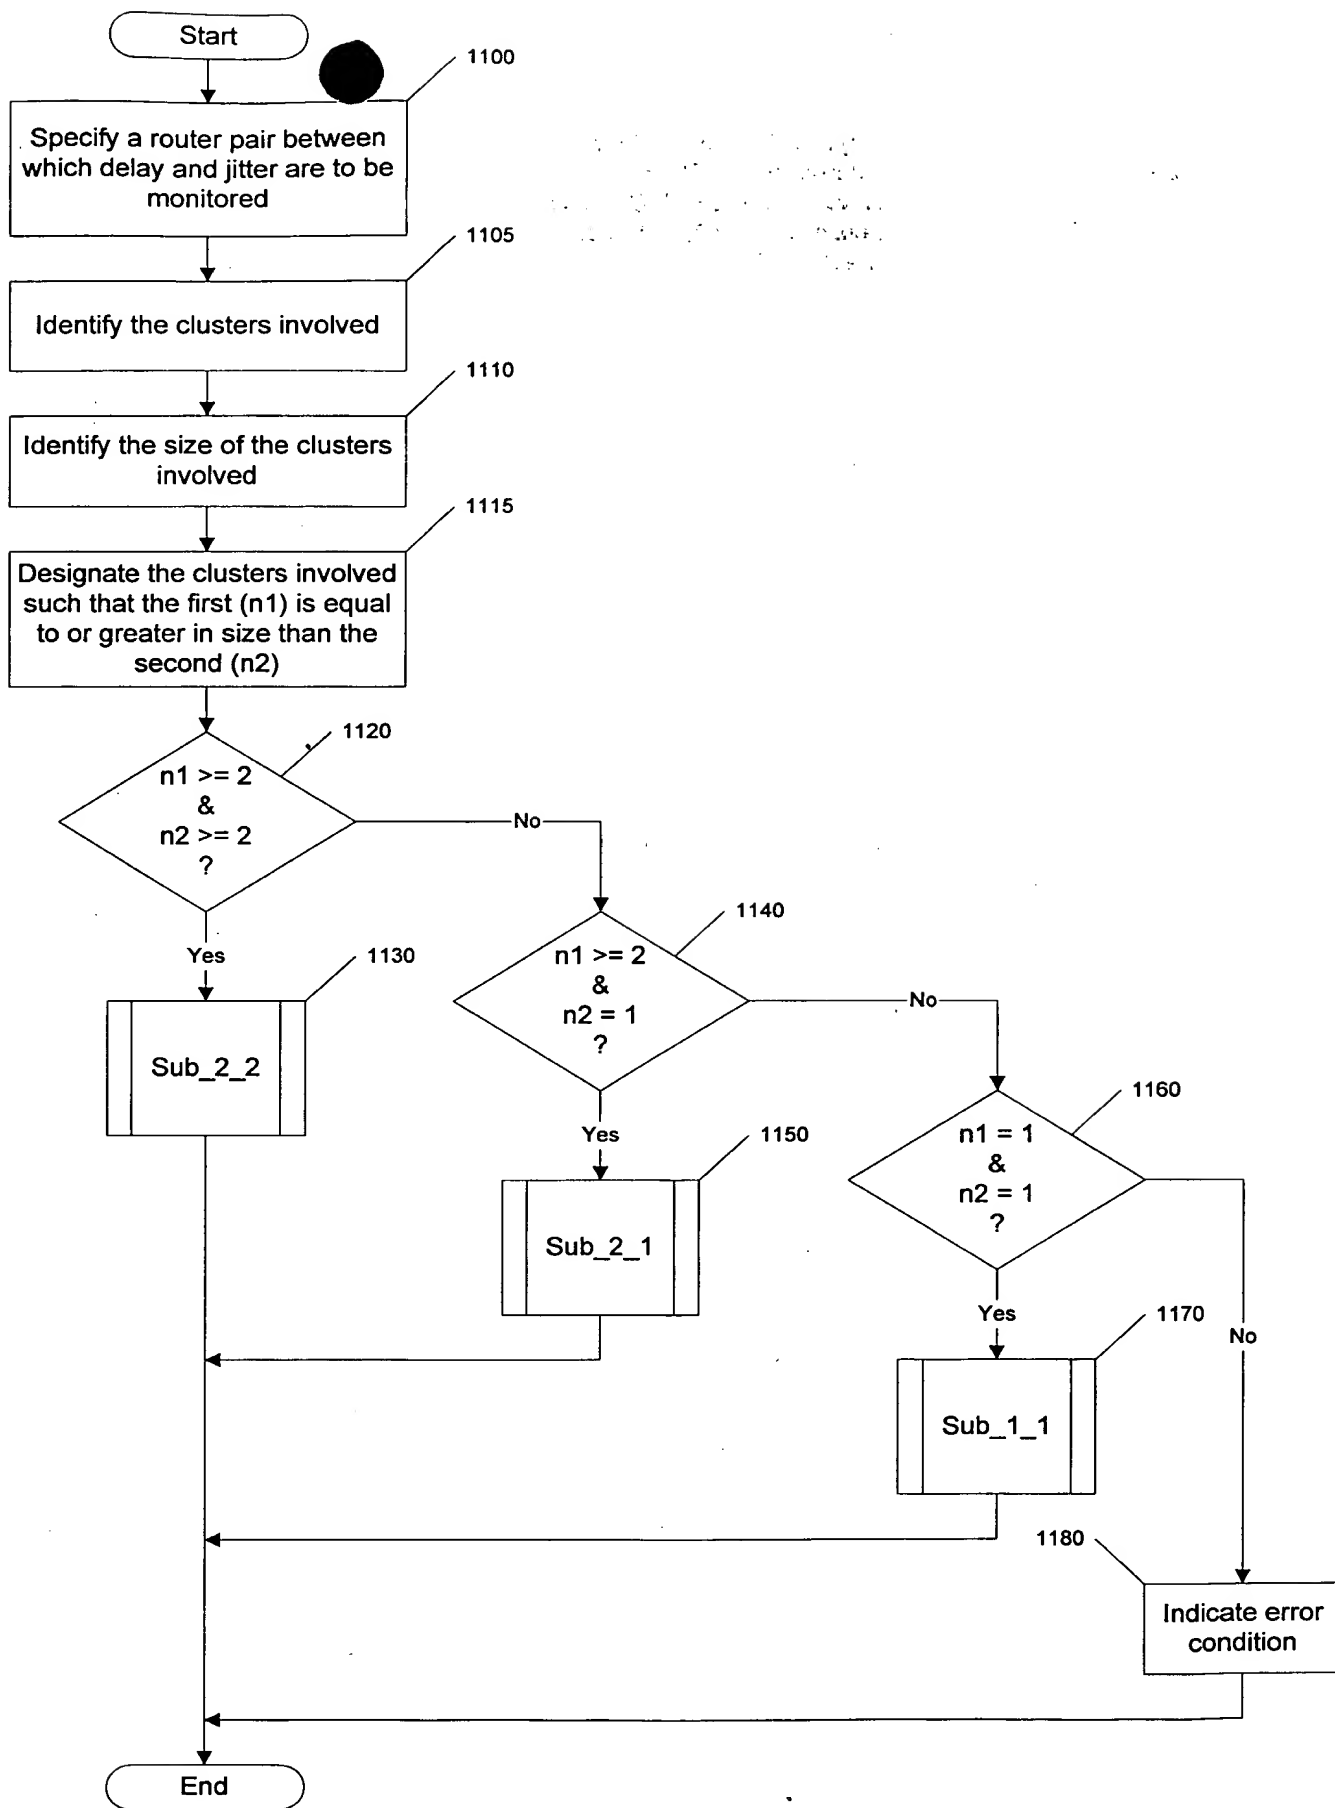 Start
1100
Specify a router pair between
which delay and jitter are to be
monitored
1105
Identify the clusters involved
1110
Identify the size of the clusters
involved
1115
Designate the clusters involved
such that the first (n1) is equal
to or greater in size than the
second (n2)
1120
n1 >= 2
&
n2 >= 2
?
No
Yes
1130
Sub_2_2
1140
n1 >= 2
&
n2 = 1
?
No
Yes
1150
Sub_2_1
1160
n1 = 1
&
n2 = 1
?
Yes
No
1170
Sub_1_1
1180
Indicate error
condition
End